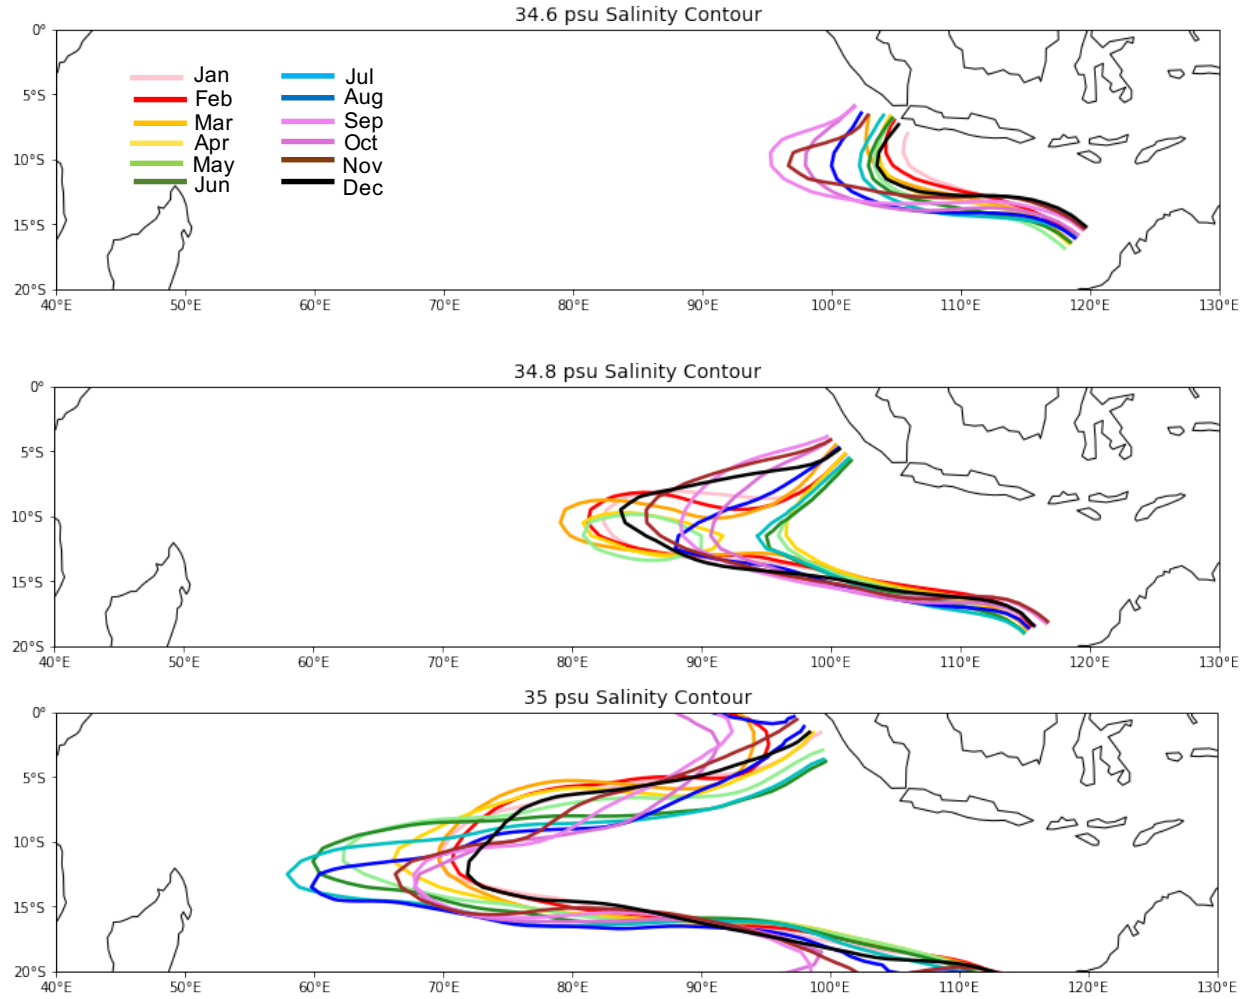 34.6 psu Salinity Contour
0°
Jan Jul
Feb Aug
5°S
Mar Sep
Apr Oct
10°S
May Nov
Jun Dec
15°S
20°S
40°E 50°E 60°E 70°E 80°E 90°E 100°E 110°E 120°E 130°E
34.8 psu Salinity Contour
0°
5°S
10°S
15°S
20°S
40°E 50°E 60°E 70°E 80°E 90°E 100°E 110°E 120°E 130°E
35 psu Salinity Contour
0°
5°S
10°S
15°S
20°S
40°E 50°E 60°E 70°E 80°E 90°E 100°E 110°E 120°E 130°E